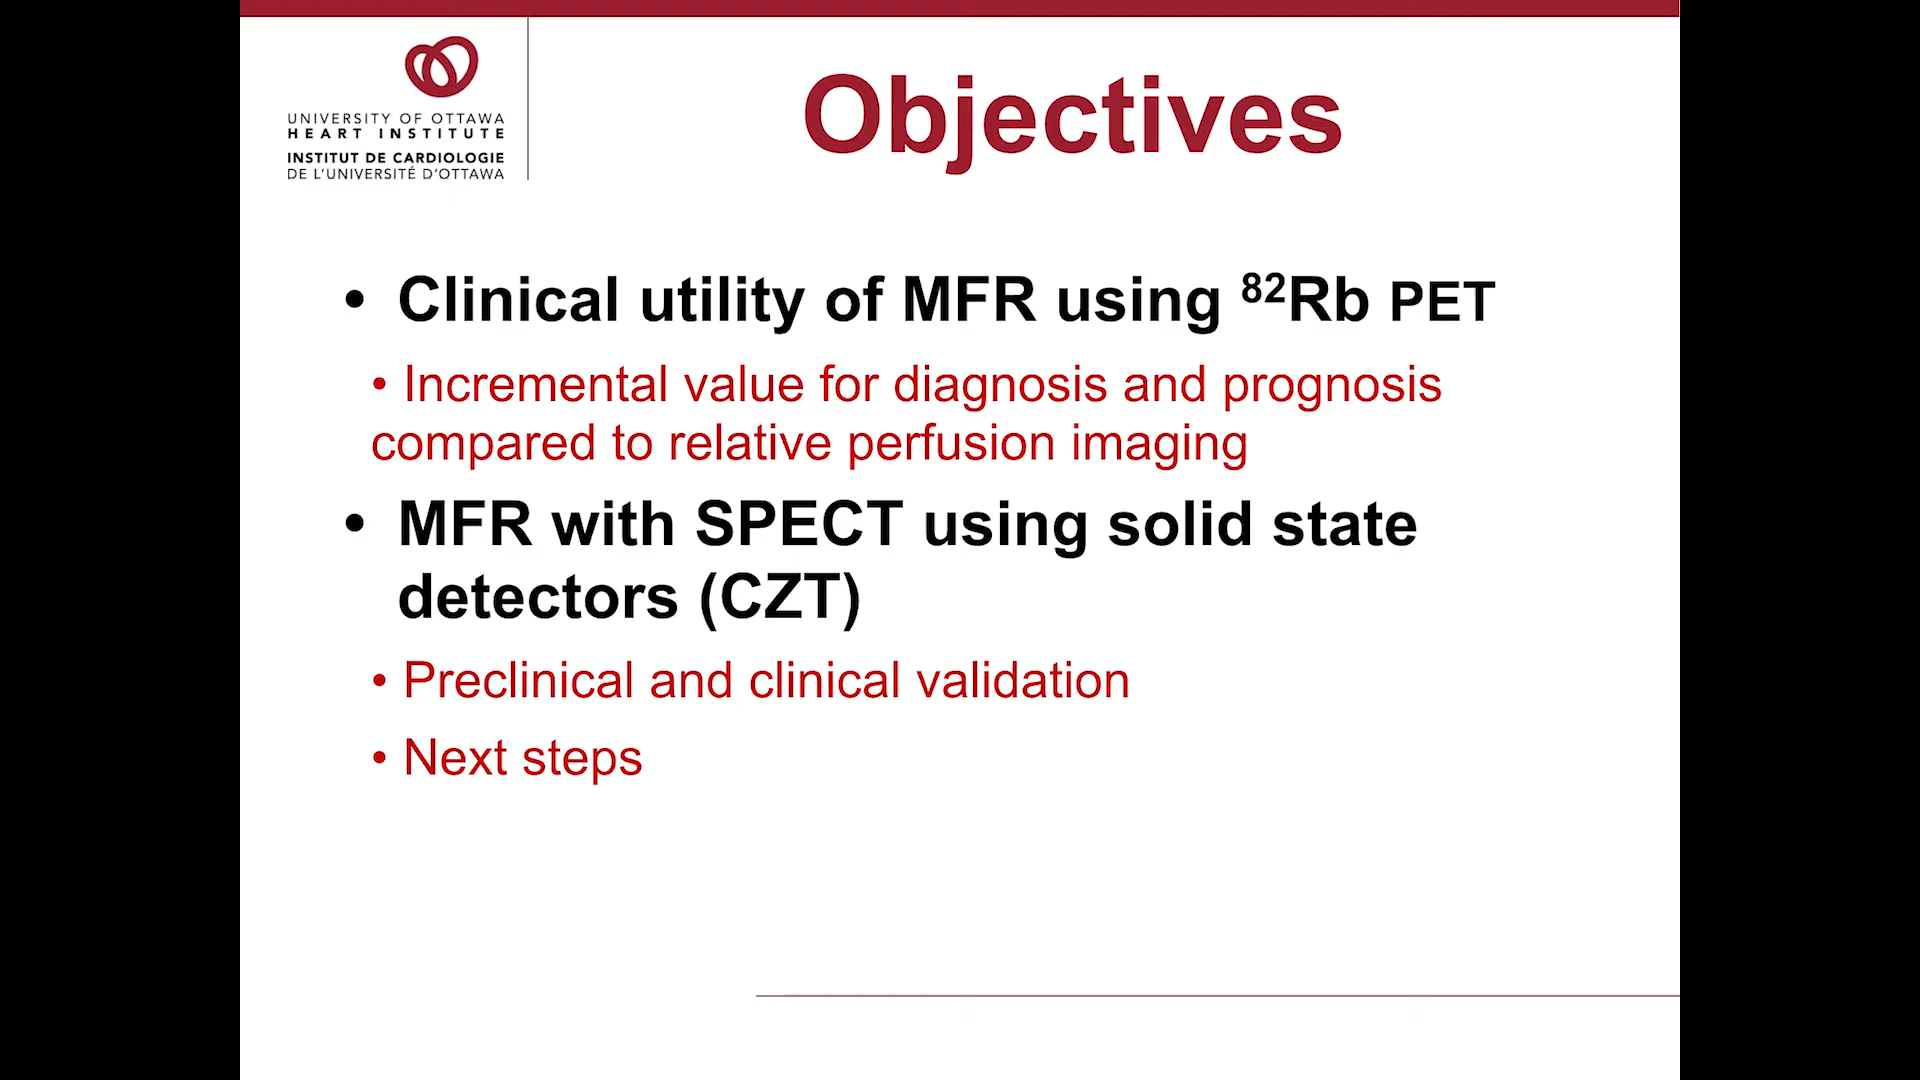 UNIVERSITY OF OTTAWA
HEART INSTITUTE
INSTITUT DE CARDIOLOGIE
DE L'UNIVERSITÉ D'OTTAWA
Objectives
• Clinical utility of MFR using ⁸²Rb PET
• Incremental value for diagnosis and prognosis
compared to relative perfusion imaging
• MFR with SPECT using solid state
detectors (CZT)
• Preclinical and clinical validation
• Next steps